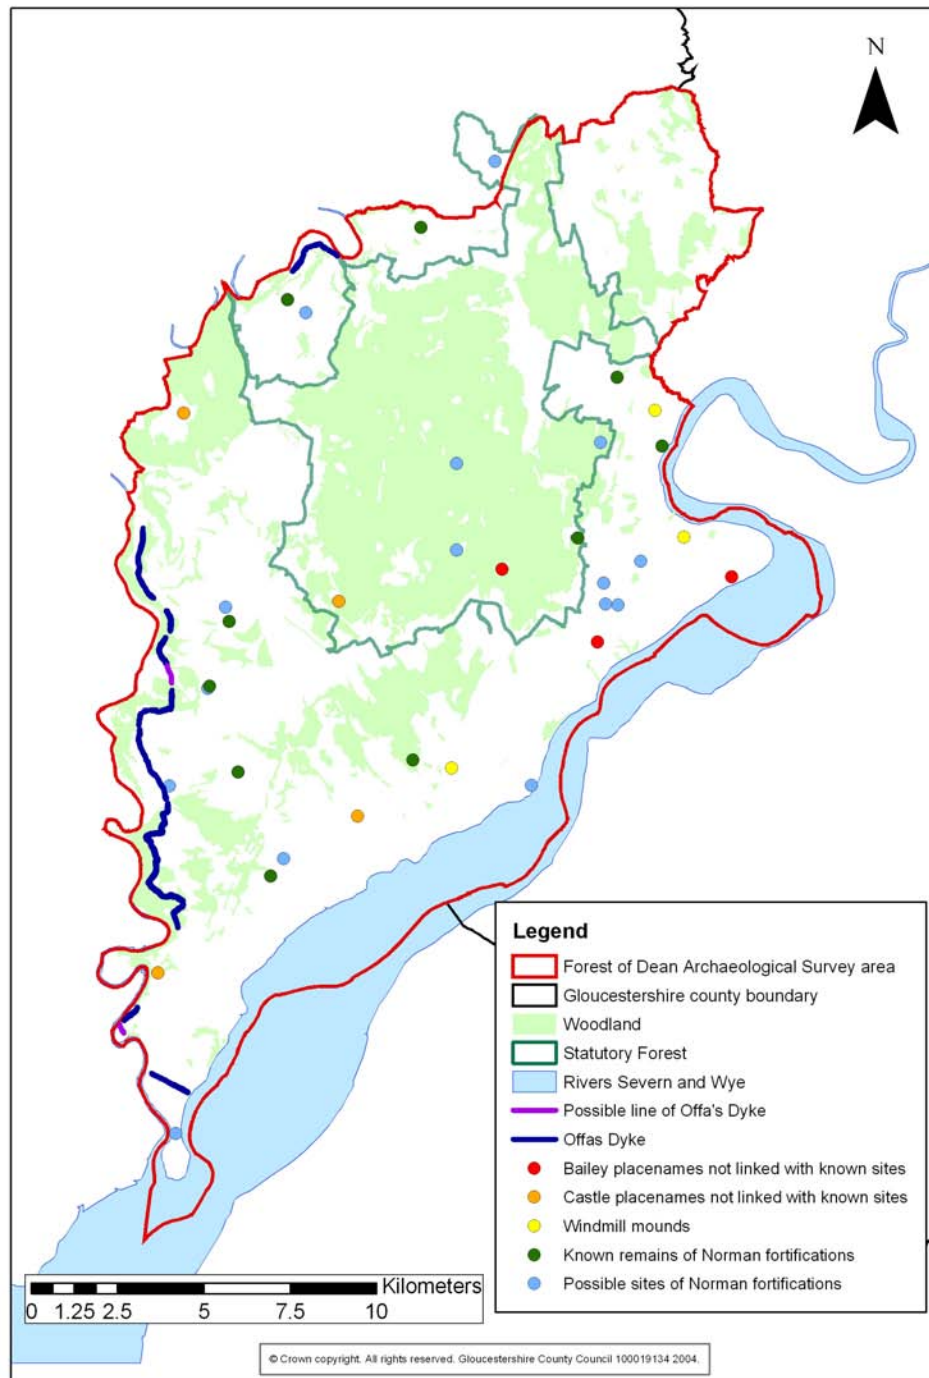 N
Legend
Forest of Dean Archaeological Survey area
Gloucestershire county boundary
Woodland
Statutory Forest
Rivers Severn and Wye
Possible line of Offa's Dyke
Offas Dyke
Bailey placenames not linked with known sites
Castle placenames not linked with known sites
Windmill mounds
Known remains of Norman fortifications
Possible sites of Norman fortifications
Kilometers
0 1.25 2.5 5 7.5 10
© Crown copyright. All rights reserved. Gloucestershire County Council 100019134 2004.